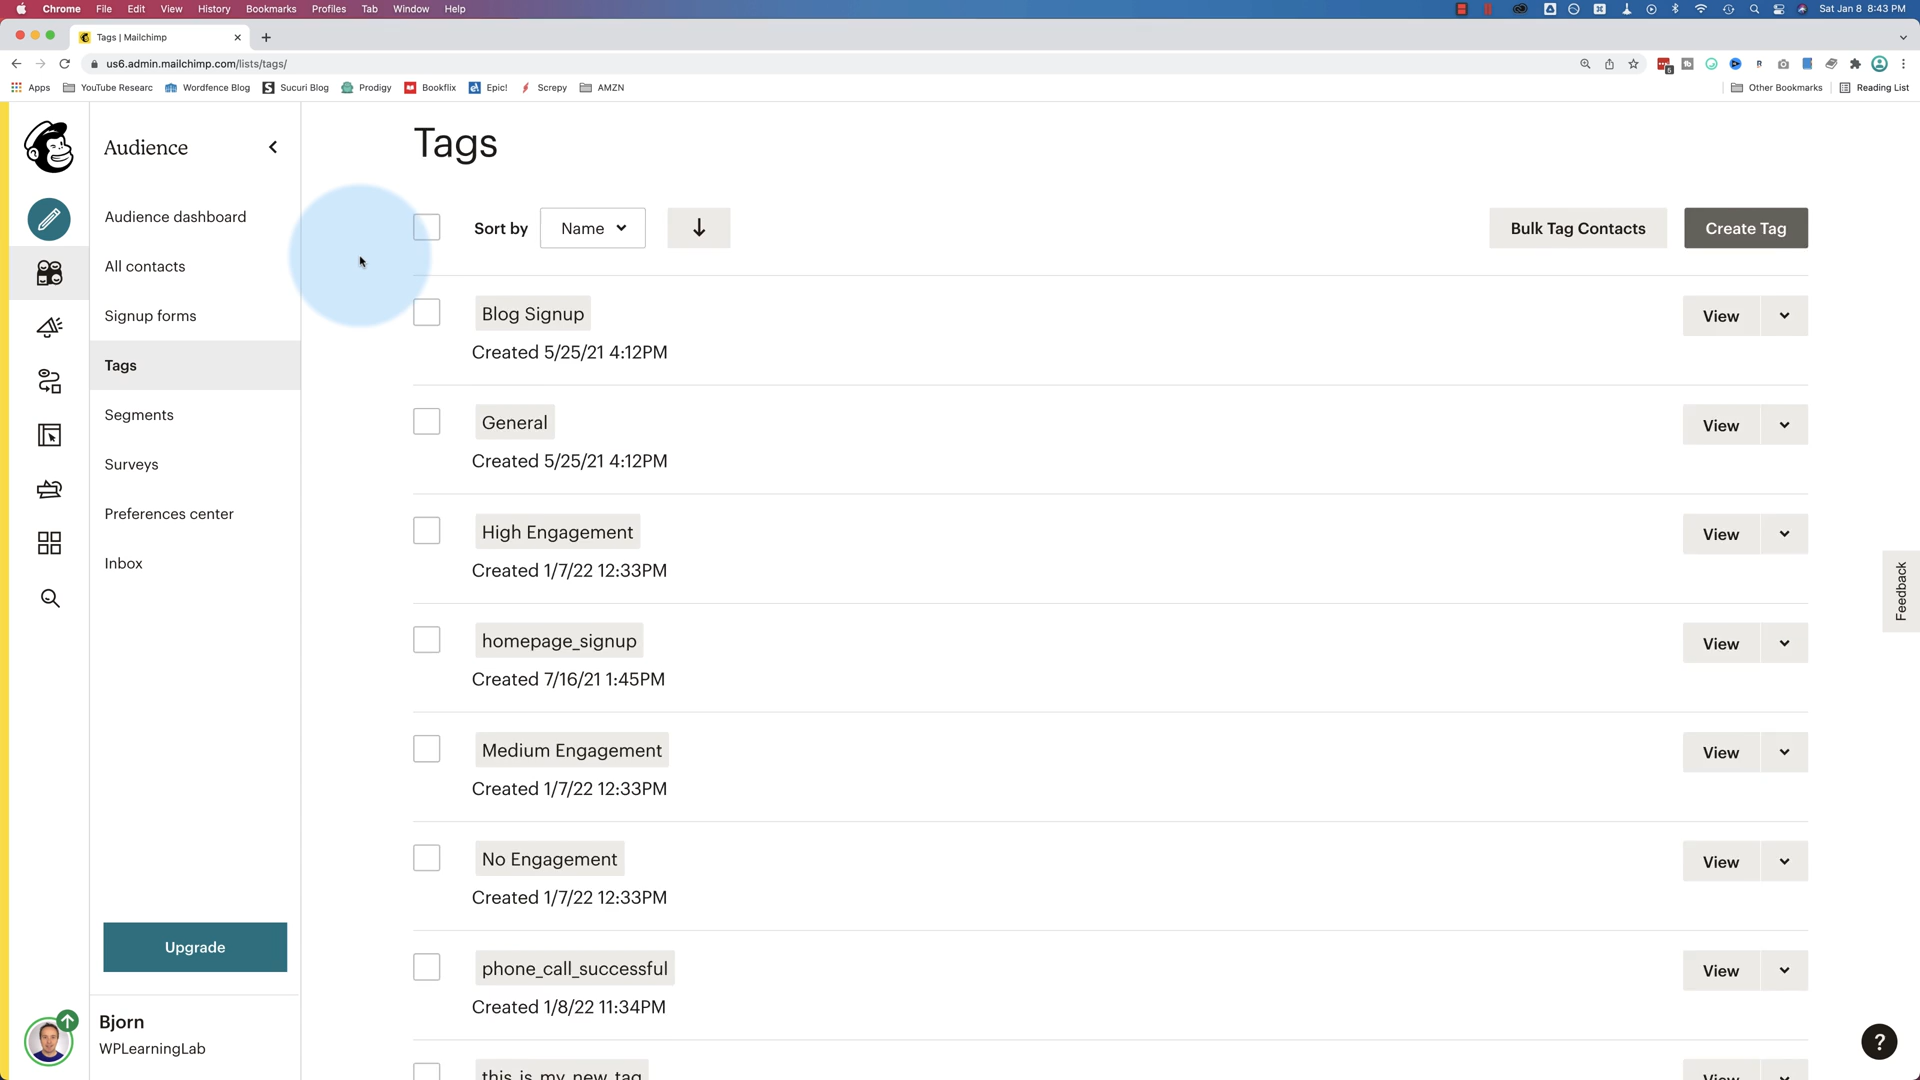 Chrome File Edit View History Bookmarks Profiles Tab Window Help Sat Jan 8 8:43 PM
Tags | Mailchimp
us6.admin.mailchimp.com/lists/tags/
Apps YouTube Researc Wordfence Blog Sucuri Blog Prodigy Bookflix Epic! Screpy AMZN Other Bookmarks Reading List
Audience
Audience dashboard
All contacts
Signup forms
Tags
Segments
Surveys
Preferences center
Inbox
Upgrade
Bjorn
WPLearningLab
Tags
Sort by Name Bulk Tag Contacts Create Tag
Blog Signup View
Created 5/25/21 4:12PM
General View
Created 5/25/21 4:12PM
High Engagement View
Created 1/7/22 12:33PM
homepage_signup View
Created 7/16/21 1:45PM
Medium Engagement View
Created 1/7/22 12:33PM
No Engagement View
Created 1/7/22 12:33PM
phone_call_successful View
Created 1/8/22 11:34PM
this_is_my_new_tag View
Feedback
?